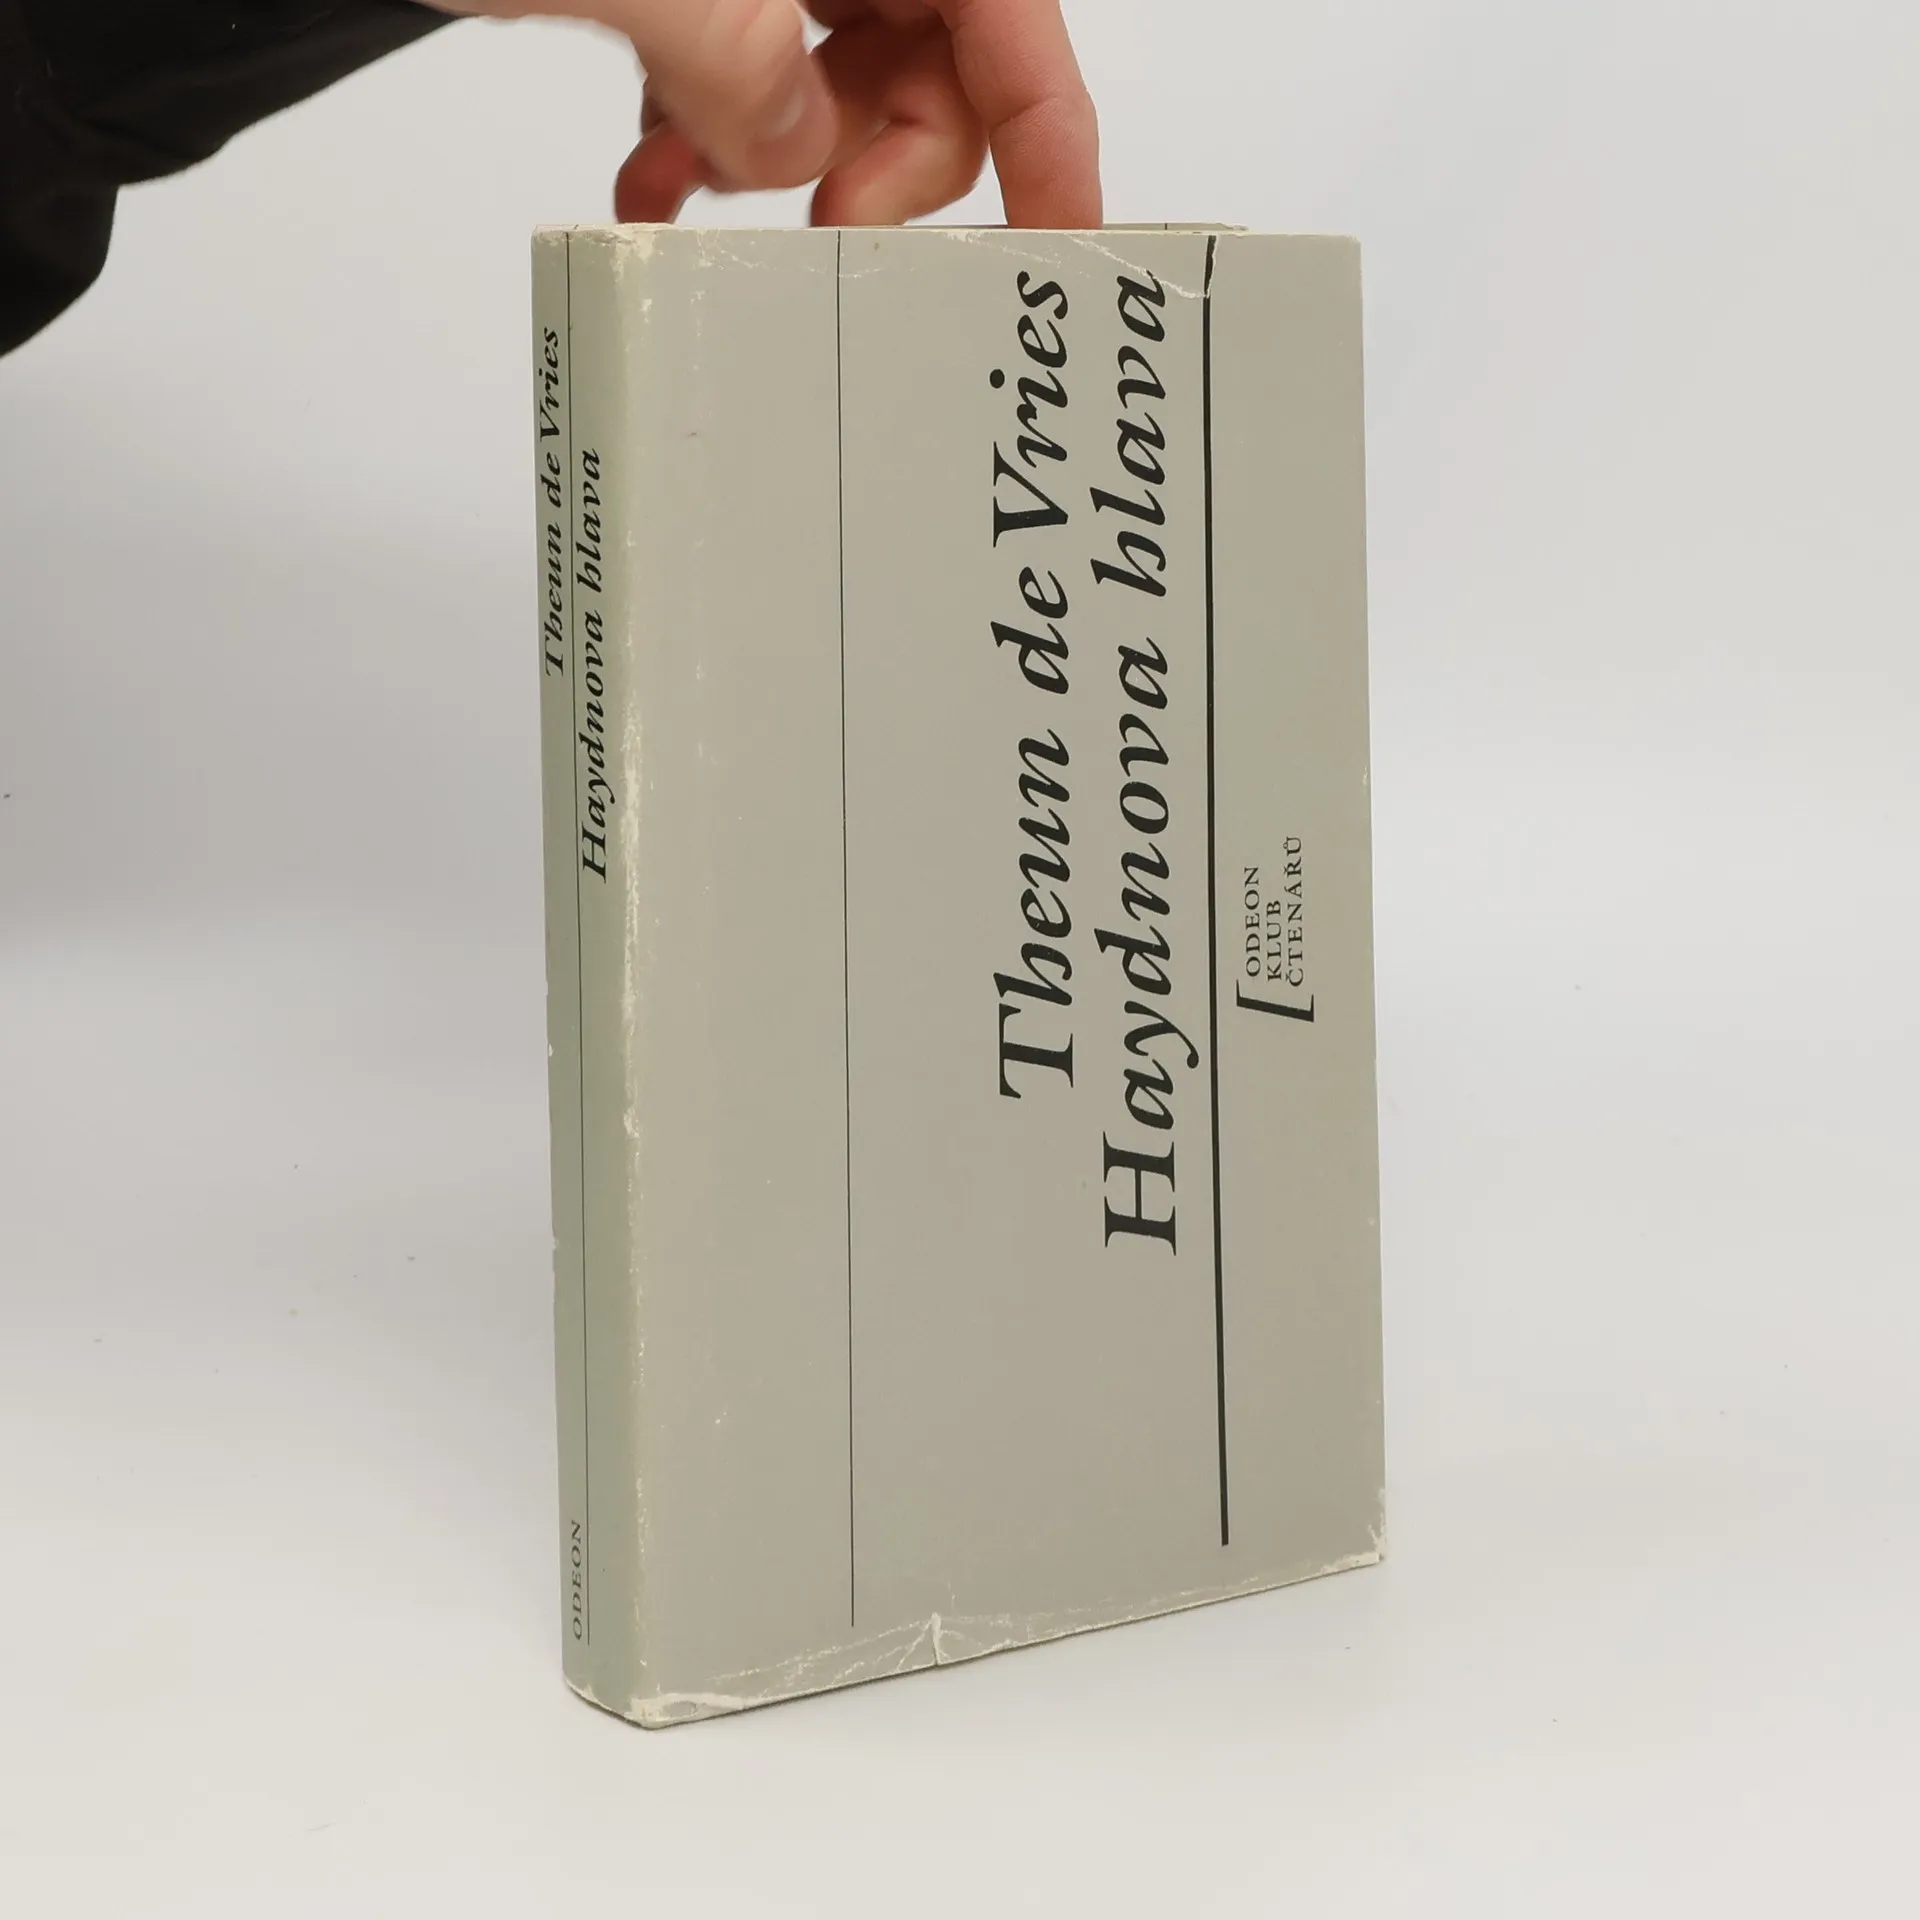 Theun de Vries
Haydnova hlava
ODEON
Theun de Vries
Haydnova hlava
ODEON
KLUB
ČTENÁŘŮ